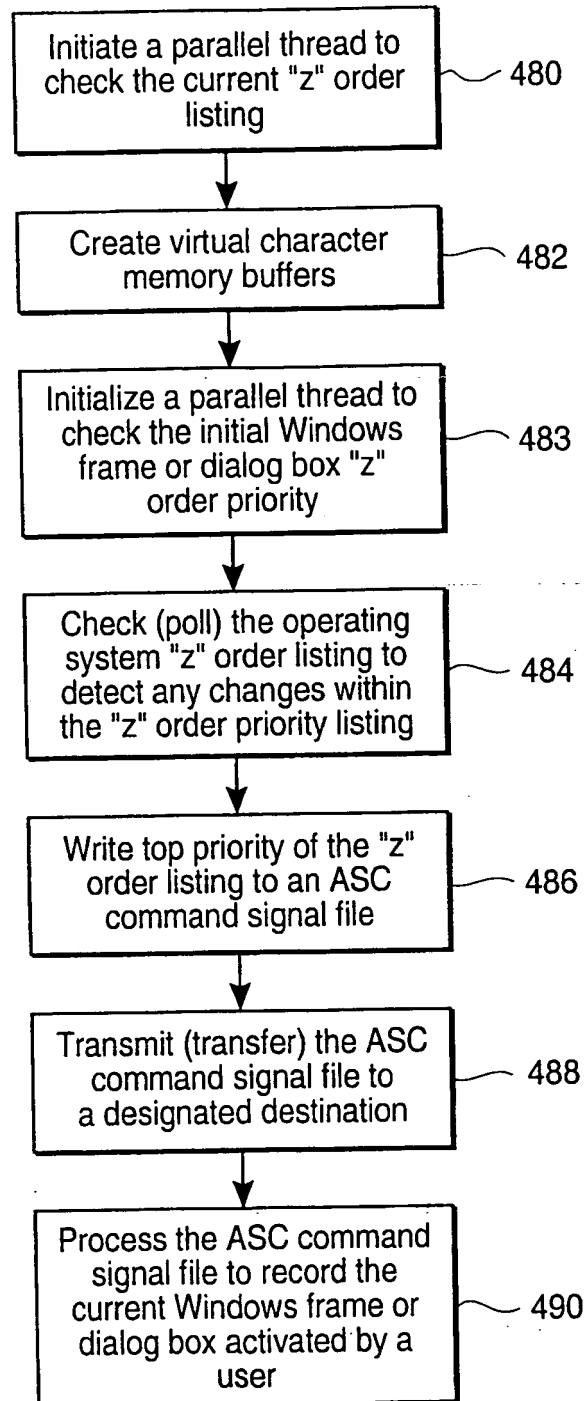 Initiate a parallel thread to
check the current "z" order
listing
480
Create virtual character
memory buffers
482
Initialize a parallel thread to
check the initial Windows
frame or dialog box "z"
order priority
483
Check (poll) the operating
system "z" order listing to
detect any changes within
the "z" order priority listing
484
Write top priority of the "z"
order listing to an ASC
command signal file
486
Transmit (transfer) the ASC
command signal file to
a designated destination
488
Process the ASC command
signal file to record the
current Windows frame or
dialog box activated by a
user
490